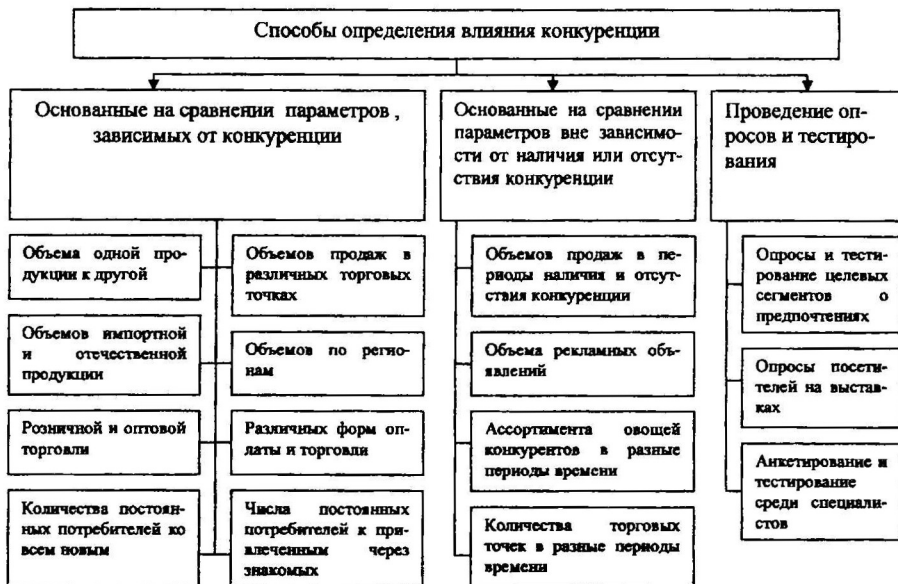 Способы определения влияния конкуренции
Основанные на сравнении параметров ,
зависимых от конкуренции
Объема одной про-
дукции к другой
Объемов продаж в
различных торговых
точках
Объемов импортной
и отечественной
продукции
Объемов по регио-
нам
Розничной и оптовой
торговли
Различных форм оп-
латы и торговли
Количества постоян-
ных потребителей ко
всем новым
Числа постоянных
потребителей к при-
влеченным через
знакомых
Основанные на сравнении
параметров вне зависимо-
сти от наличия или отсут-
ствия конкуренции
Объемов продаж в пе-
риоды наличия и отсут-
ствия конкуренции
Объема рекламных объ-
явлений
Ассортимента овощей
конкурентов в разные
периоды времени
Количества торговых
точек в разные периоды
времени
Проведение оп-
росов и тестиро-
вания
Опросы и тести-
рование целевых
сегментов о
предпочтениях
Опросы посети-
телей на выстав-
ках
Анкетирование и
тестирование
среди специали-
стов